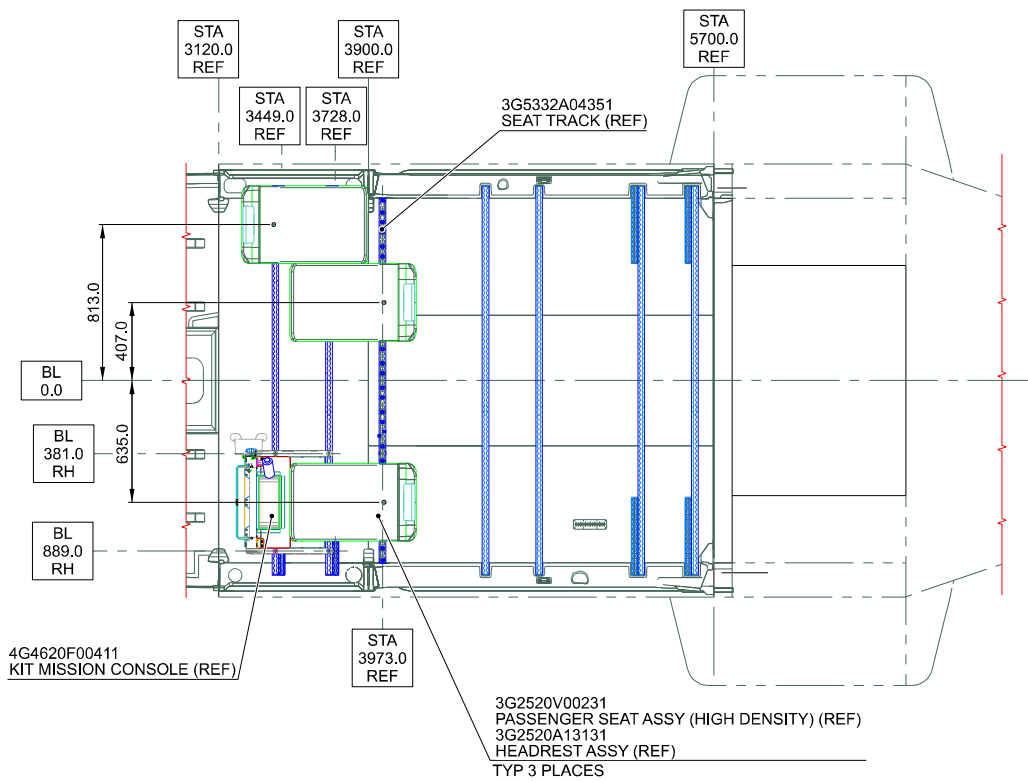 STA
3120.0
REF
STA
3900.0
REF
STA
5700.0
REF
STA
3449.0
REF
STA
3728.0
REF
3G5332A04351
SEAT TRACK (REF)
813.0
407.0
BL
0.0
635.0
BL
381.0
RH
BL
889.0
RH
STA
3973.0
REF
4G4620F00411
KIT MISSION CONSOLE (REF)
3G2520V00231
PASSENGER SEAT ASSY (HIGH DENSITY) (REF)
3G2520A13131
HEADREST ASSY (REF)
TYP 3 PLACES